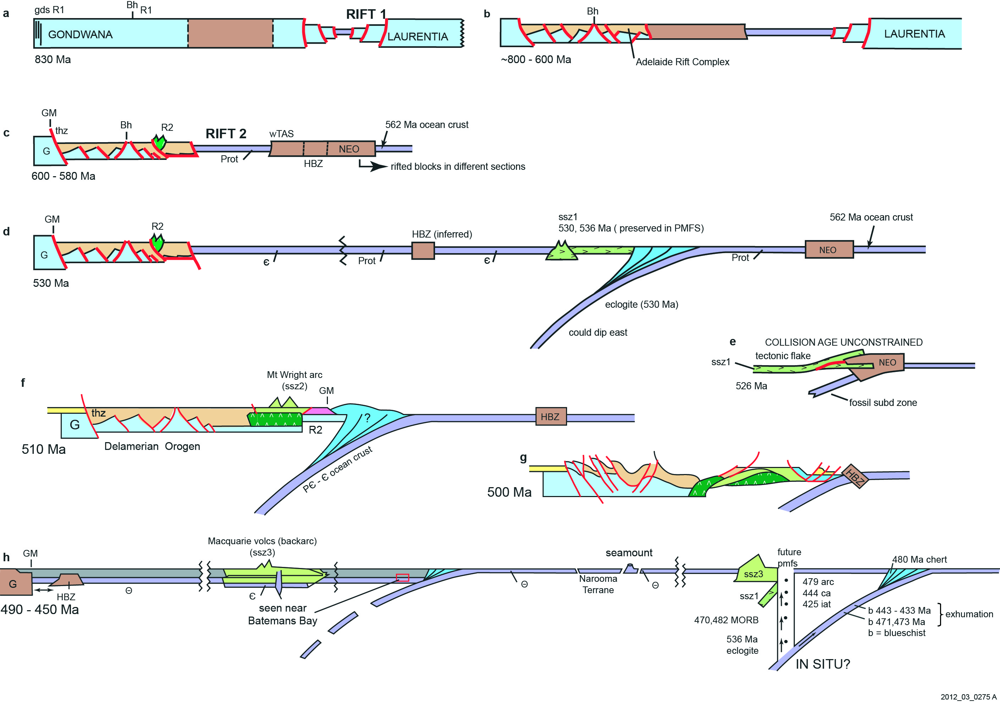 a
gds R1
Bh
R1
RIFT 1
GONDWANA
LAURENTIA
830 Ma
b
Bh
LAURENTIA
~800 - 600 Ma
Adelaide Rift Complex
c
GM
thz
Bh
R2
RIFT 2
wTAS
562 Ma ocean crust
G
Prot
NEO
HBZ
rifted blocks in different sections
600 - 580 Ma
d
GM
R2
HBZ (inferred)
ssz1
530, 536 Ma ( preserved in PMFS)
562 Ma ocean crust
G
Є
Prot
Є
Prot
NEO
530 Ma
eclogite (530 Ma)
could dip east
e
COLLISION AGE UNCONSTRAINED
tectonic flake
ssz1
NEO
526 Ma
fossil subd zone
f
Mt Wright arc
(ssz2)
GM
thz
G
?
HBZ
R2
510 Ma
Delamerian Orogen
PЄ - Є ocean crust
g
HBZ
500 Ma
h
GM
Macquarie volcs (backarc)
(ssz3)
seamount
future
pmfs
480 Ma chert
G
HBZ
Θ
Є
Θ
Narooma
Terrane
Θ
ssz3
ssz1
479 arc
444 ca
425 iat
490 - 450 Ma
seen near
Batemans Bay
470,482 MORB
536 Ma
eclogite
b 443 - 433 Ma
b 471,473 Ma
b = blueschist
exhumation
IN SITU?
2012_03_0275 A